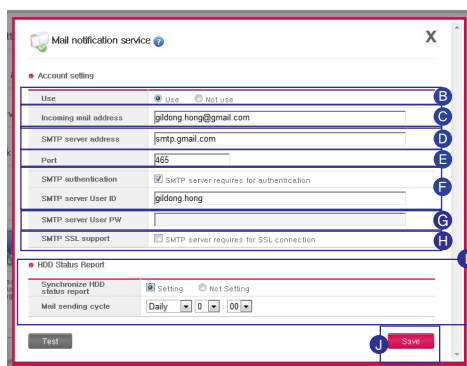 Mail notification service ? X
Account setting
Use Use Not use B
Incoming mail address gildong.hong@gmail.com C
SMTP server address smtp.gmail.com D
Port 465 E
SMTP authentication SMTP server requires for authentication
F
SMTP server User ID gildong.hong
SMTP server User PW G
SMTP SSL support SMTP server requires for SSL connection H
HDD Status Report
Synchronize HDD
status report Setting Not Setting
Mail sending cycle Daily 0 : 00
Test J Save